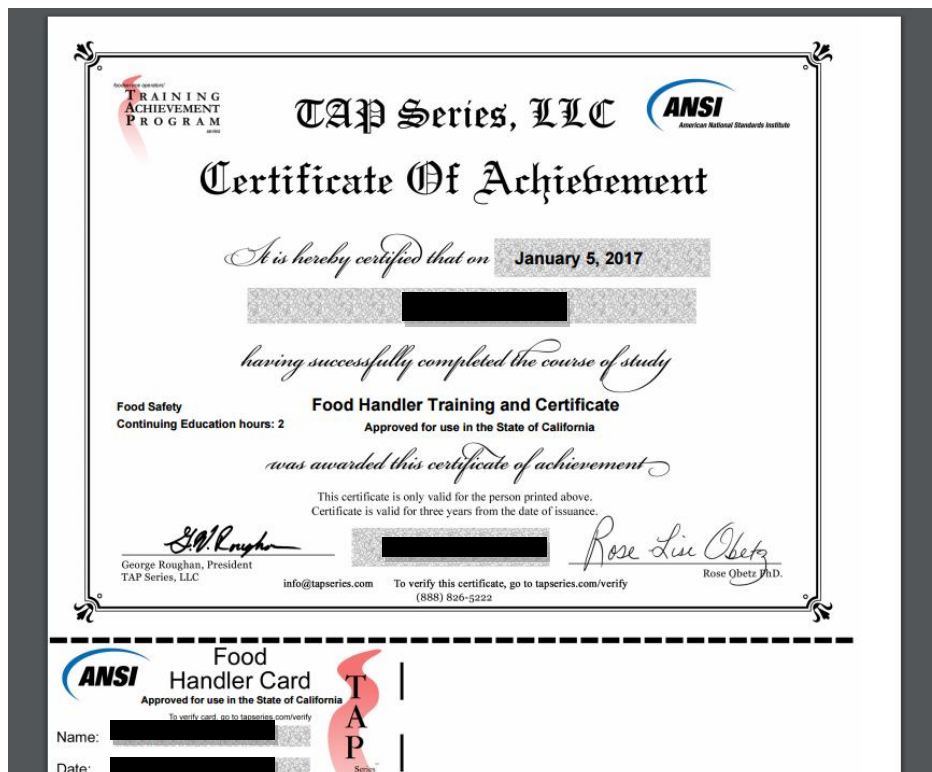 TRAINING
ACHIEVEMENT
PROGRAM
TAP Series, LLC
ANSI
American National Standards Institute
Certificate Of Achievement
It is hereby certified that on January 5, 2017
having successfully completed the course of study
Food Safety
Continuing Education hours: 2
Food Handler Training and Certificate
Approved for use in the State of California
was awarded this certificate of achievement
This certificate is only valid for the person printed above.
Certificate is valid for three years from the date of issuance.
George Roughan, President
TAP Series, LLC
Rose Lise Obetz
Rose Obetz PhD.
info@tapseries.com To verify this certificate, go to tapseries.com/verify
(888) 826-5222
ANSI
Food
Handler Card
Approved for use in the State of California
To verify card, go to tapseries.com/verify
Name:
Date:
TAP
Series